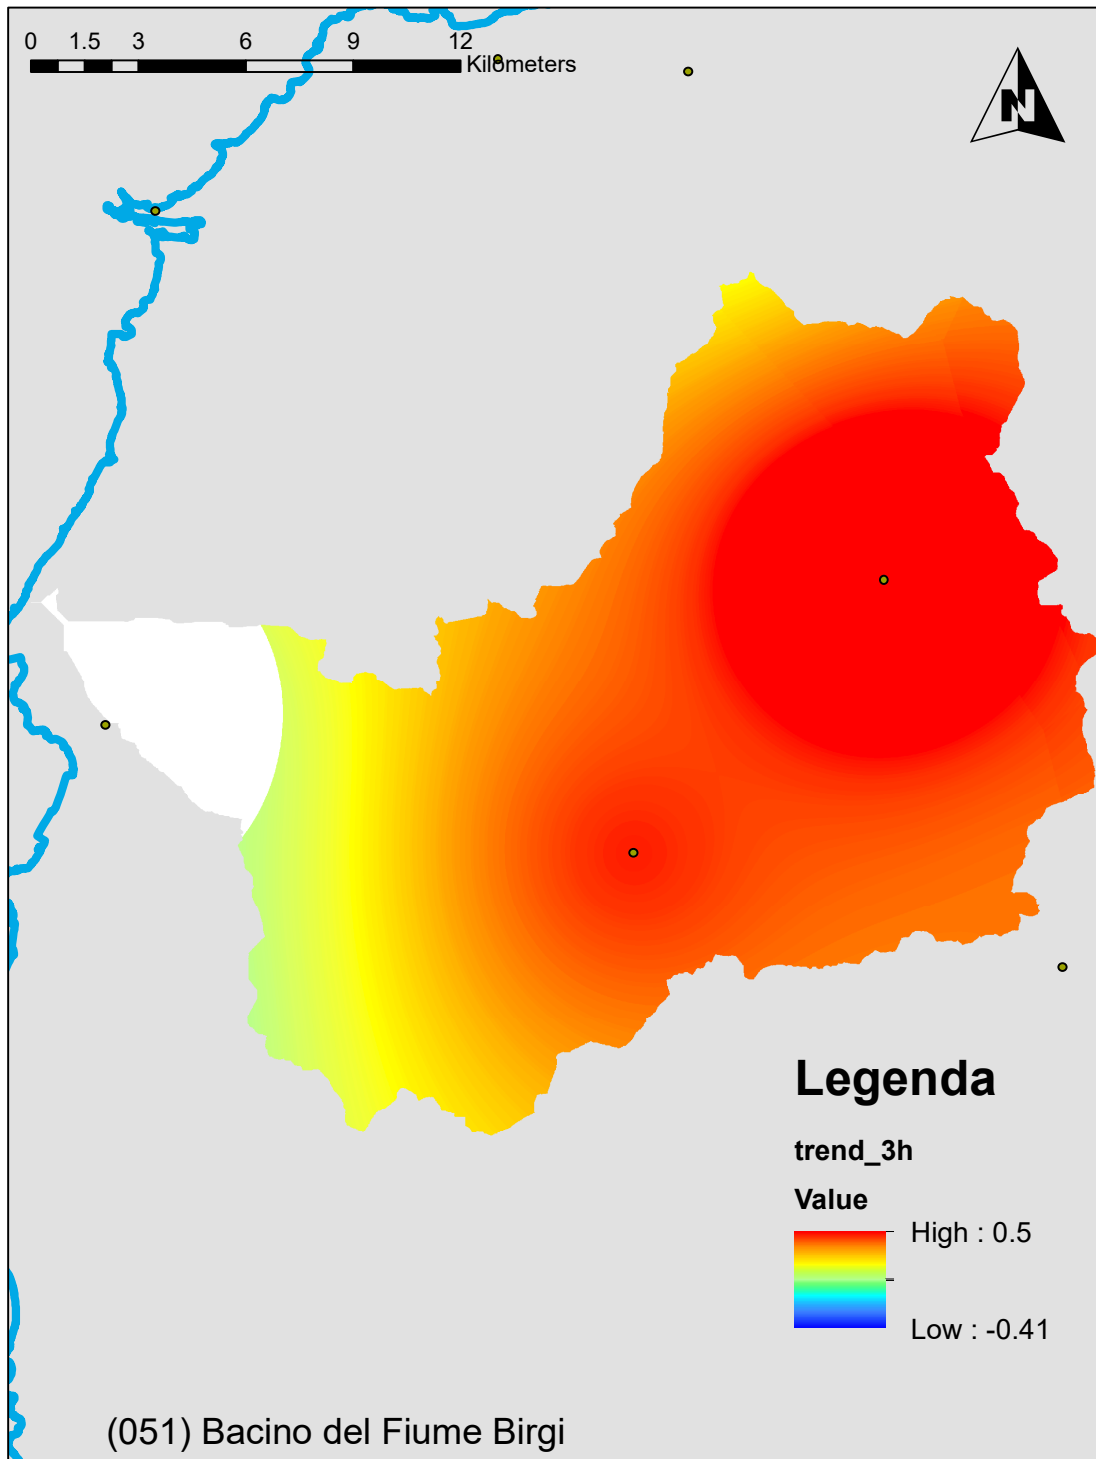 0 1.5 3 6 9 12
Kilometers
N
Legenda
trend_3h
Value
High : 0.5
Low : -0.41
(051) Bacino del Fiume Birgi